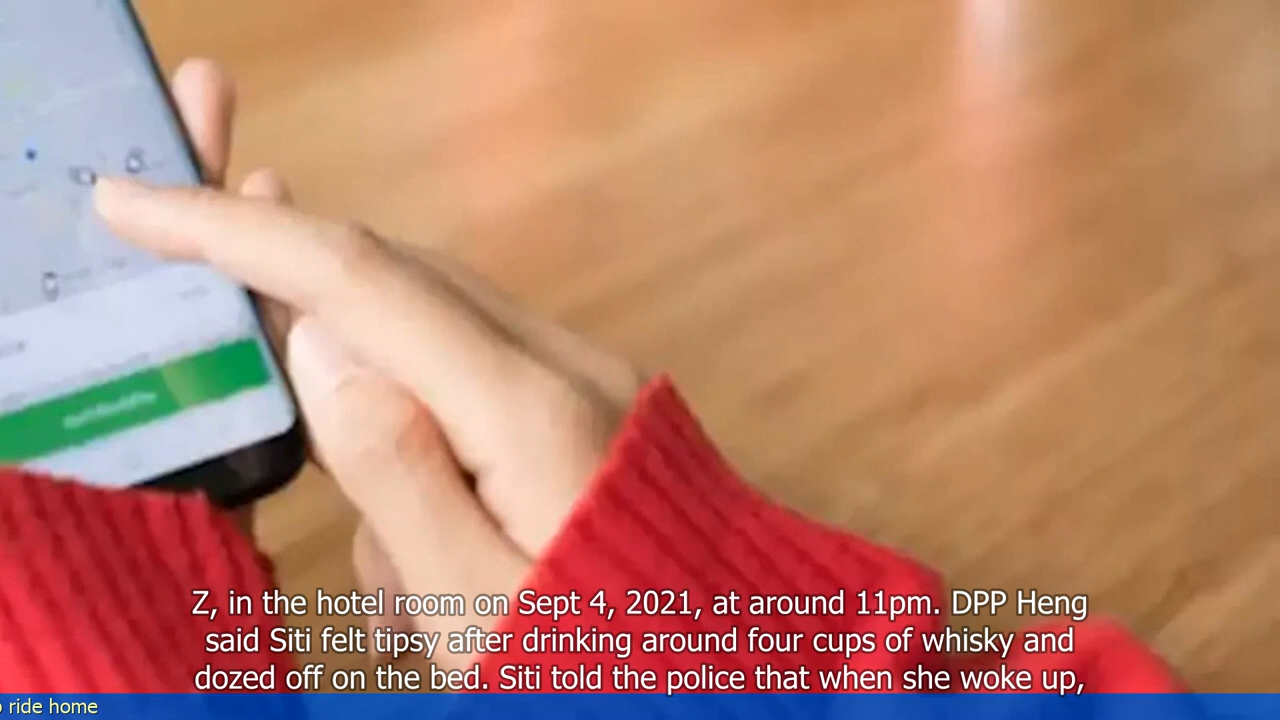 Z, in the hotel room on Sept 4, 2021, at around 11pm. DPP Heng
said Siti felt tipsy after drinking around four cups of whisky and
dozed off on the bed. Siti told the police that when she woke up,
ride home